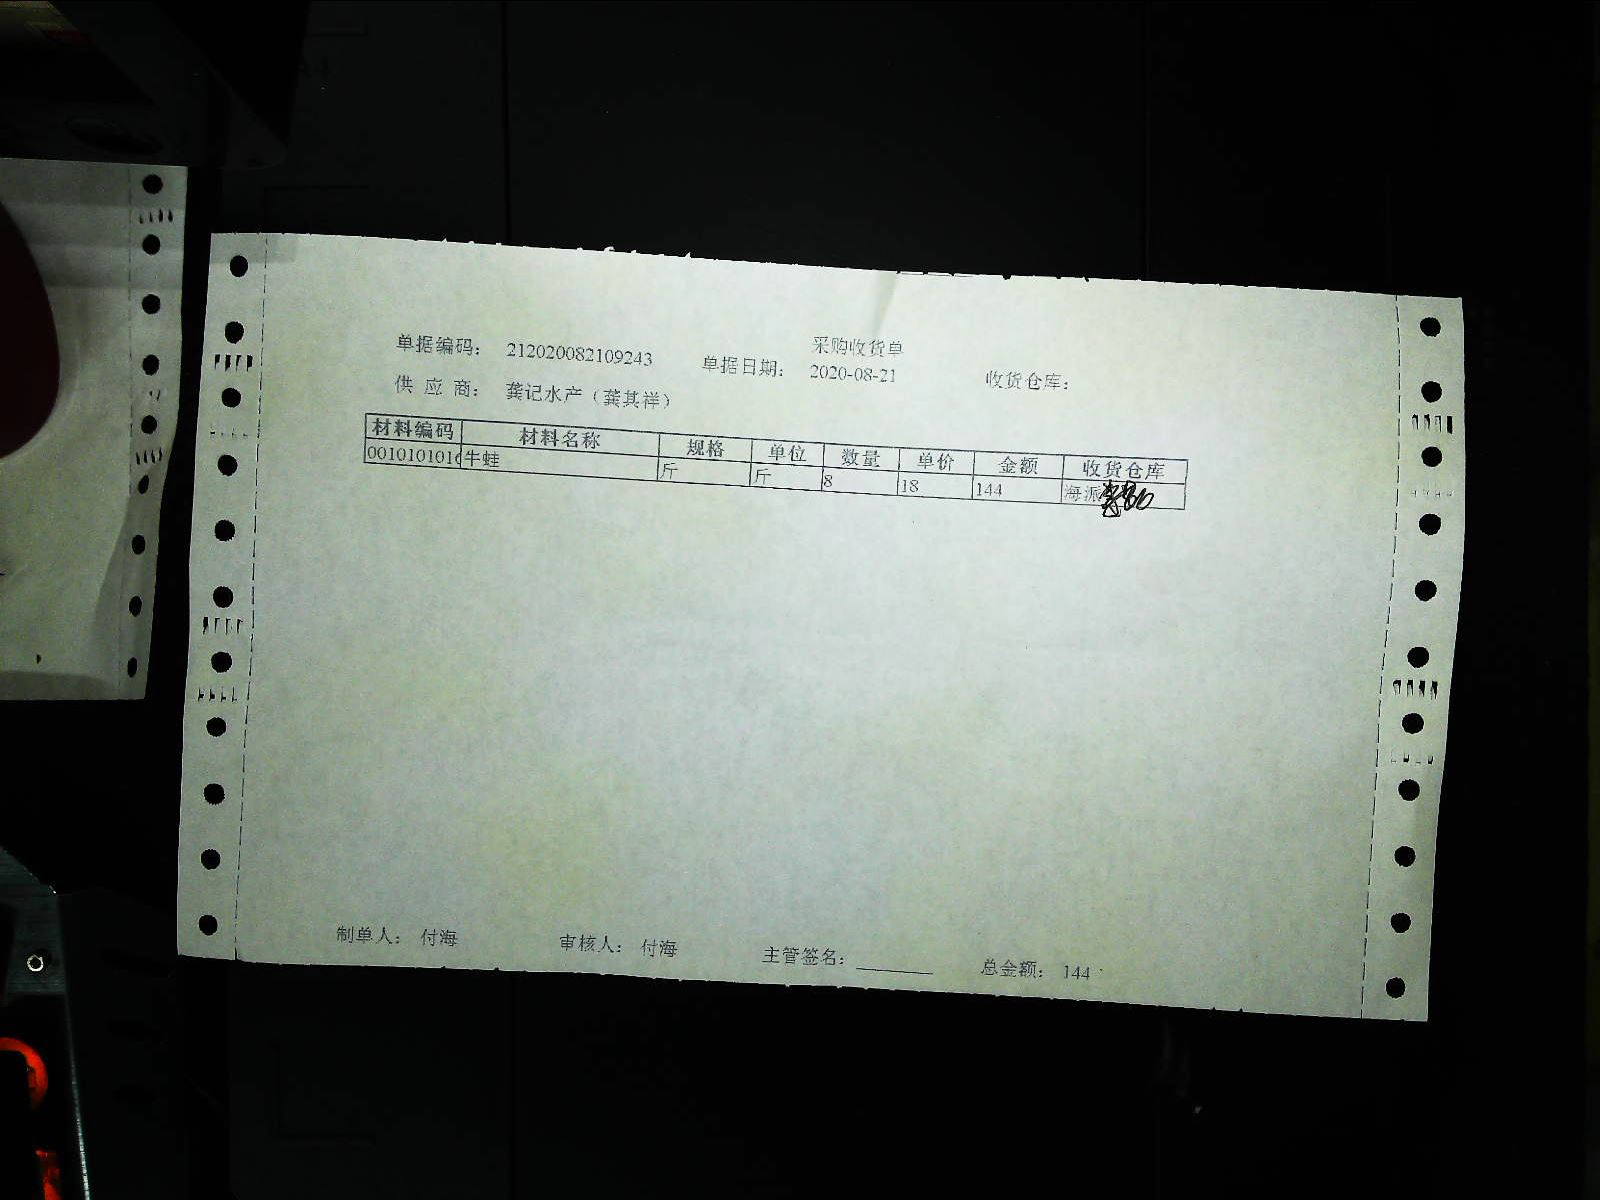 采购收货单
单据编码： 212020082109243 单据日期： 2020-08-21 收货仓库：
供 应 商： 龚记水产（龚其祥）
材料编码 材料名称 规格 单位 数量 单价 金额 收货仓库
001010101 牛蛙 斤 斤 8 18 144 海派
制单人： 付海 审核人： 付海 主管签名： 总金额： 144